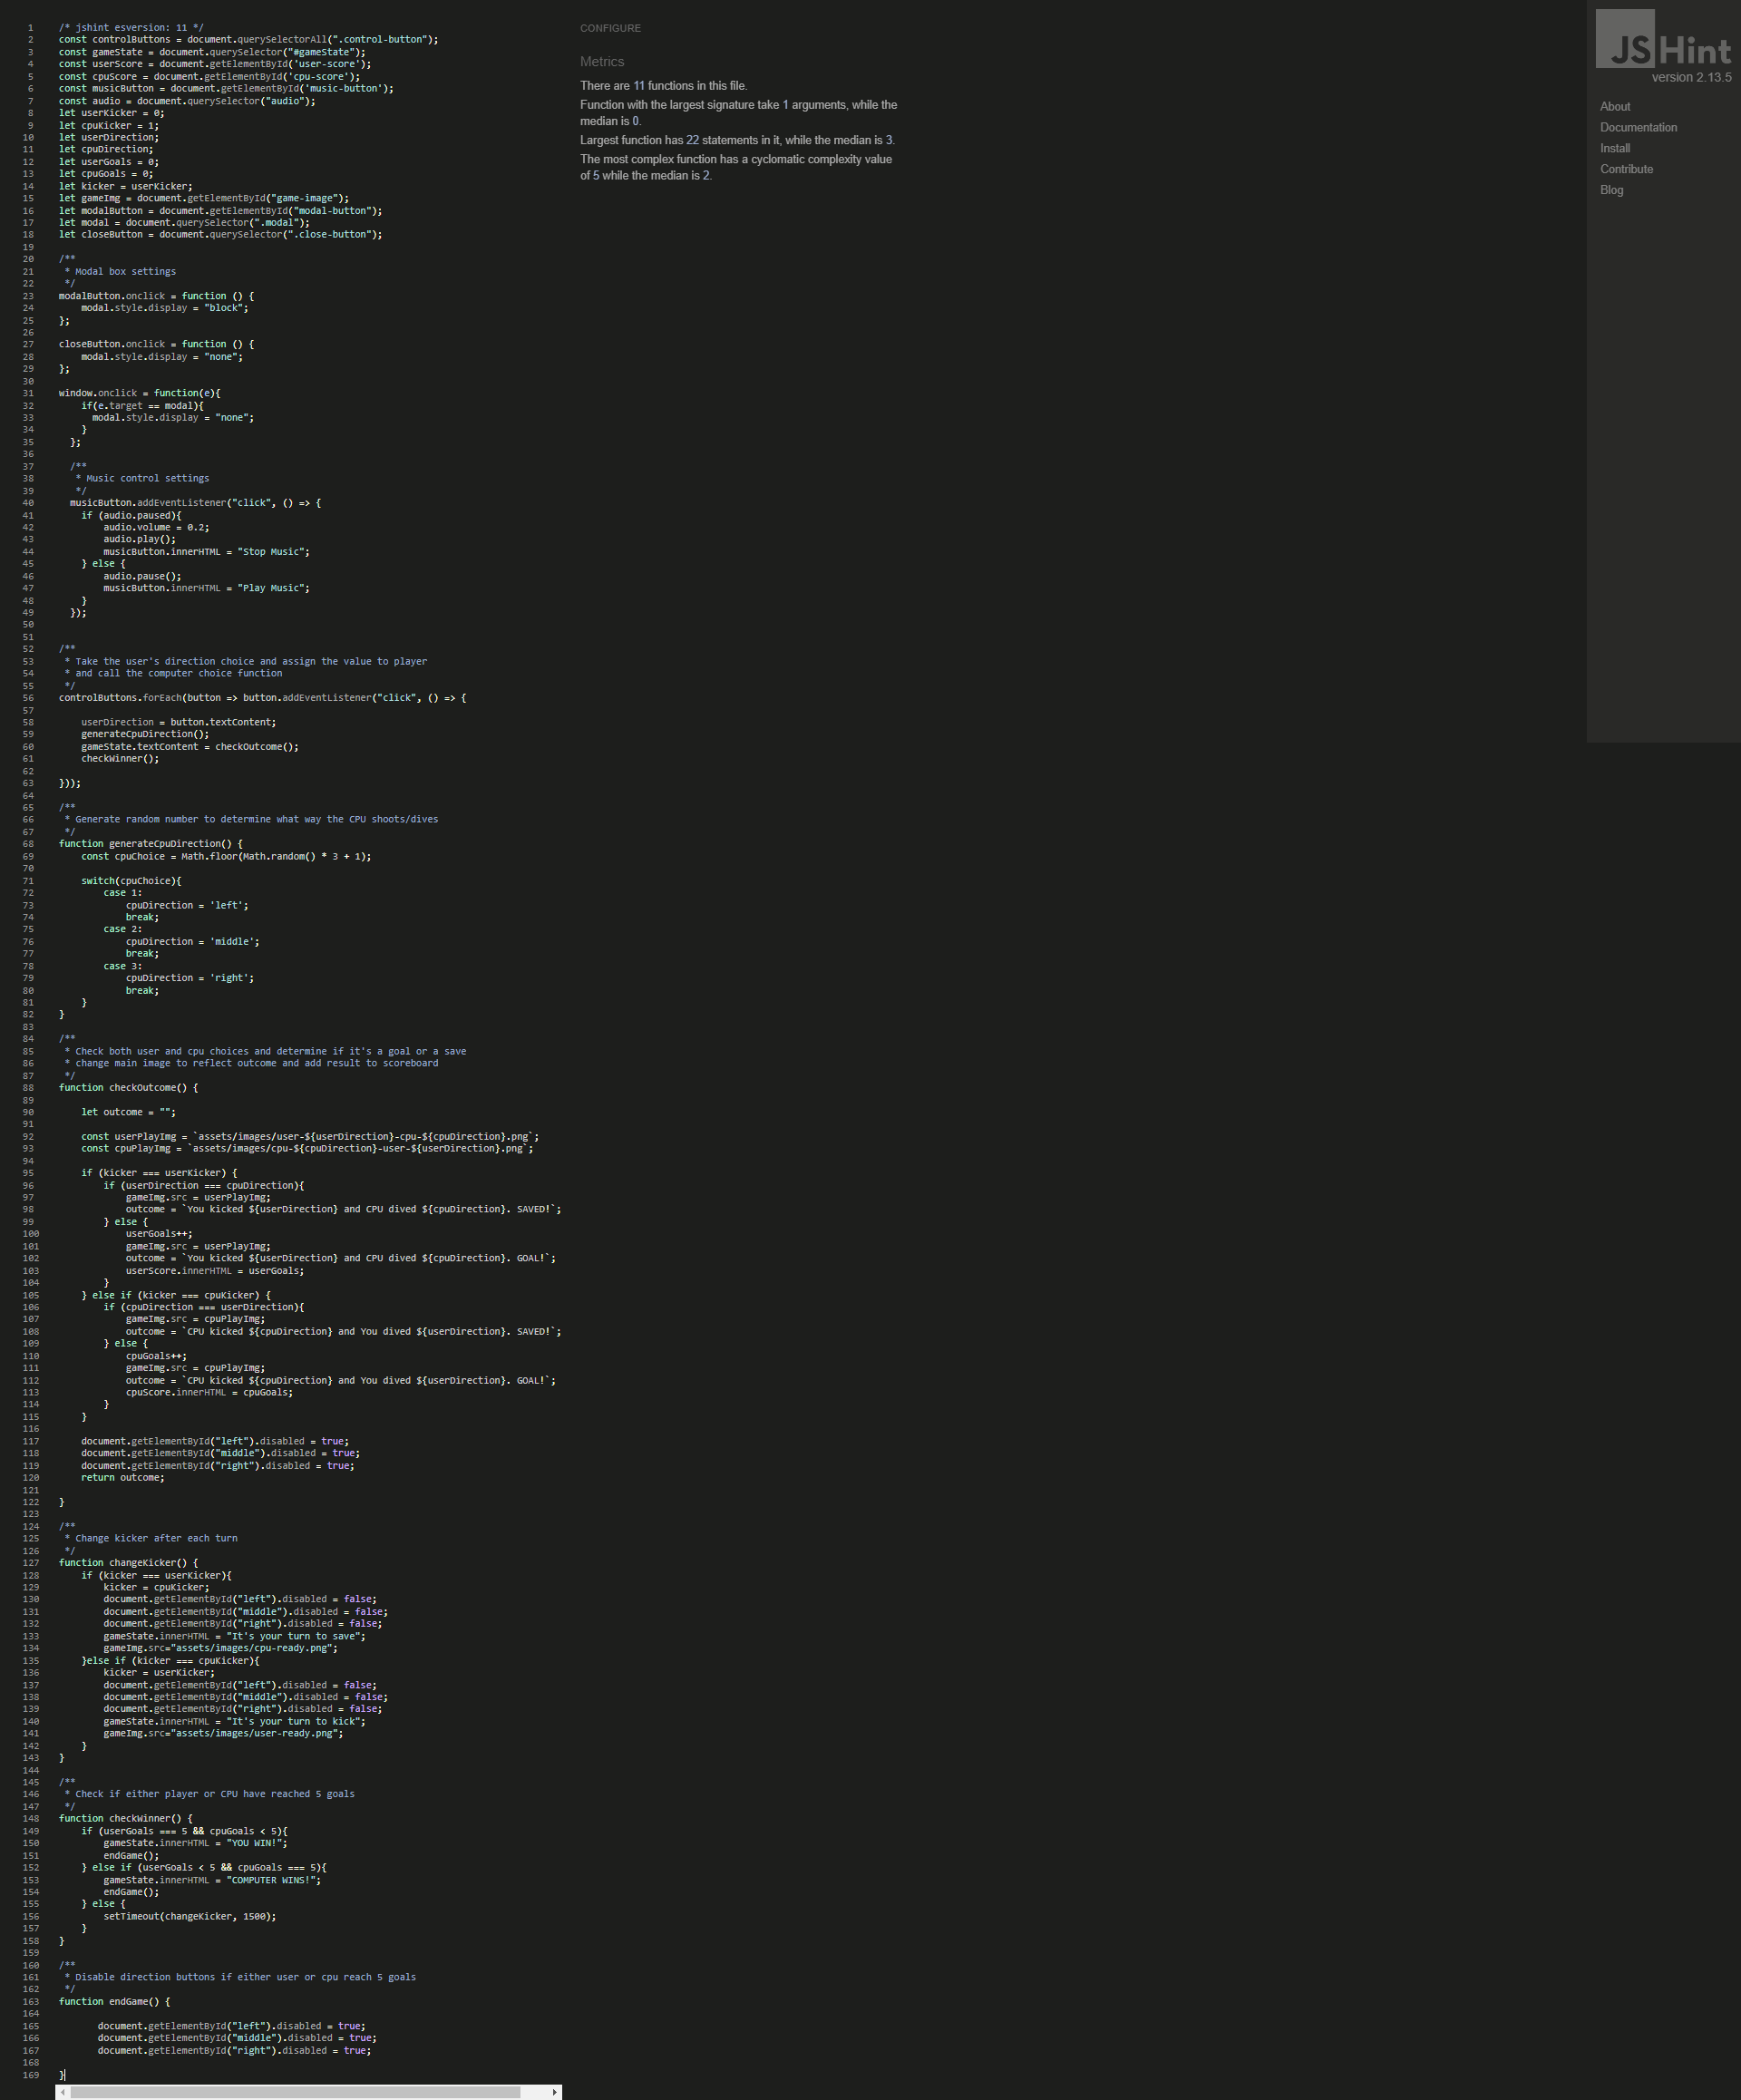 1 /* jshint esversion: 11 */
2 const controlButtons = document.querySelectorAll(".control-button");
3 const gameState = document.querySelector("#gameState");
4 const userScore = document.getElementById('user-score');
5 const cpuScore = document.getElementById('cpu-score');
6 const musicButton = document.getElementById('music-button');
7 const audio = document.querySelector("audio");
8 let userKicker = 0;
9 let cpuKicker = 1;
10 let userDirection;
11 let cpuDirection;
12 let userGoals = 0;
13 let cpuGoals = 0;
14 let kicker = userKicker;
15 let gameImg = document.getElementById("game-image");
16 let modalButton = document.getElementById("modal-button");
17 let modal = document.querySelector(".modal");
18 let closeButton = document.querySelector(".close-button");
19
20 /**
21  * Modal box settings
22  */
23 modalButton.onclick = function () {
24     modal.style.display = "block";
25 };
26
27 closeButton.onclick = function () {
28     modal.style.display = "none";
29 };
30
31 window.onclick = function(e){
32     if(e.target == modal){
33       modal.style.display = "none";
34     }
35   };
36
37   /**
38    * Music control settings
39    */
40   musicButton.addEventListener("click", () => {
41     if (audio.paused){
42         audio.volume = 0.2;
43         audio.play();
44         musicButton.innerHTML = "Stop Music";
45     } else {
46         audio.pause();
47         musicButton.innerHTML = "Play Music";
48     }
49   });
50
51
52 /**
53  * Take the user's direction choice and assign the value to player
54  * and call the computer choice function
55  */
56 controlButtons.forEach(button => button.addEventListener("click", () => {
57
58     userDirection = button.textContent;
59     generateCpuDirection();
60     gameState.textContent = checkOutcome();
61     checkWinner();
62
63 }));
64
65 /**
66  * Generate random number to determine what way the CPU shoots/dives
67  */
68 function generateCpuDirection() {
69     const cpuChoice = Math.floor(Math.random() * 3 + 1);
70
71     switch(cpuChoice){
72         case 1:
73             cpuDirection = 'left';
74             break;
75         case 2:
76             cpuDirection = 'middle';
77             break;
78         case 3:
79             cpuDirection = 'right';
80             break;
81     }
82 }
83
84 /**
85  * Check both user and cpu choices and determine if it's a goal or a save
86  * change main image to reflect outcome and add result to scoreboard
87  */
88 function checkOutcome() {
89
90     let outcome = "";
91
92     const userPlayImg = `assets/images/user-${userDirection}-cpu-${cpuDirection}.png`;
93     const cpuPlayImg = `assets/images/cpu-${cpuDirection}-user-${userDirection}.png`;
94
95     if (kicker === userKicker) {
96         if (userDirection === cpuDirection){
97             gameImg.src = userPlayImg;
98             outcome = `You kicked ${userDirection} and CPU dived ${cpuDirection}. SAVED!`;
99         } else {
100             userGoals++;
101             gameImg.src = userPlayImg;
102             outcome = `You kicked ${userDirection} and CPU dived ${cpuDirection}. GOAL!`;
103             userScore.innerHTML = userGoals;
104         }
105     } else if (kicker === cpuKicker) {
106         if (cpuDirection === userDirection){
107             gameImg.src = cpuPlayImg;
108             outcome = `CPU kicked ${cpuDirection} and You dived ${userDirection}. SAVED!`;
109         } else {
110             cpuGoals++;
111             gameImg.src = cpuPlayImg;
112             outcome = `CPU kicked ${cpuDirection} and You dived ${userDirection}. GOAL!`;
113             cpuScore.innerHTML = cpuGoals;
114         }
115     }
116
117     document.getElementById("left").disabled = true;
118     document.getElementById("middle").disabled = true;
119     document.getElementById("right").disabled = true;
120     return outcome;
121
122 }
123
124 /**
125  * Change kicker after each turn
126  */
127 function changeKicker() {
128     if (kicker === userKicker){
129         kicker = cpuKicker;
130         document.getElementById("left").disabled = false;
131         document.getElementById("middle").disabled = false;
132         document.getElementById("right").disabled = false;
133         gameState.innerHTML = "It's your turn to save";
134         gameImg.src="assets/images/cpu-ready.png";
135     }else if (kicker === cpuKicker){
136         kicker = userKicker;
137         document.getElementById("left").disabled = false;
138         document.getElementById("middle").disabled = false;
139         document.getElementById("right").disabled = false;
140         gameState.innerHTML = "It's your turn to kick";
141         gameImg.src="assets/images/user-ready.png";
142     }
143 }
144
145 /**
146  * Check if either player or CPU have reached 5 goals
147  */
148 function checkWinner() {
149     if (userGoals === 5 && cpuGoals < 5){
150         gameState.innerHTML = "YOU WIN!";
151         endGame();
152     } else if (userGoals < 5 && cpuGoals === 5){
153         gameState.innerHTML = "COMPUTER WINS!";
154         endGame();
155     } else {
156         setTimeout(changeKicker, 1500);
157     }
158 }
159
160 /**
161  * Disable direction buttons if either user or cpu reach 5 goals
162  */
163 function endGame() {
164
165        document.getElementById("left").disabled = true;
166        document.getElementById("middle").disabled = true;
167        document.getElementById("right").disabled = true;
168
169 }
CONFIGURE
Metrics
There are 11 functions in this file.
Function with the largest signature take 1 arguments, while the
median is 0.
Largest function has 22 statements in it, while the median is 3.
The most complex function has a cyclomatic complexity value
of 5 while the median is 2.
JSHint
version 2.13.5
About
Documentation
Install
Contribute
Blog